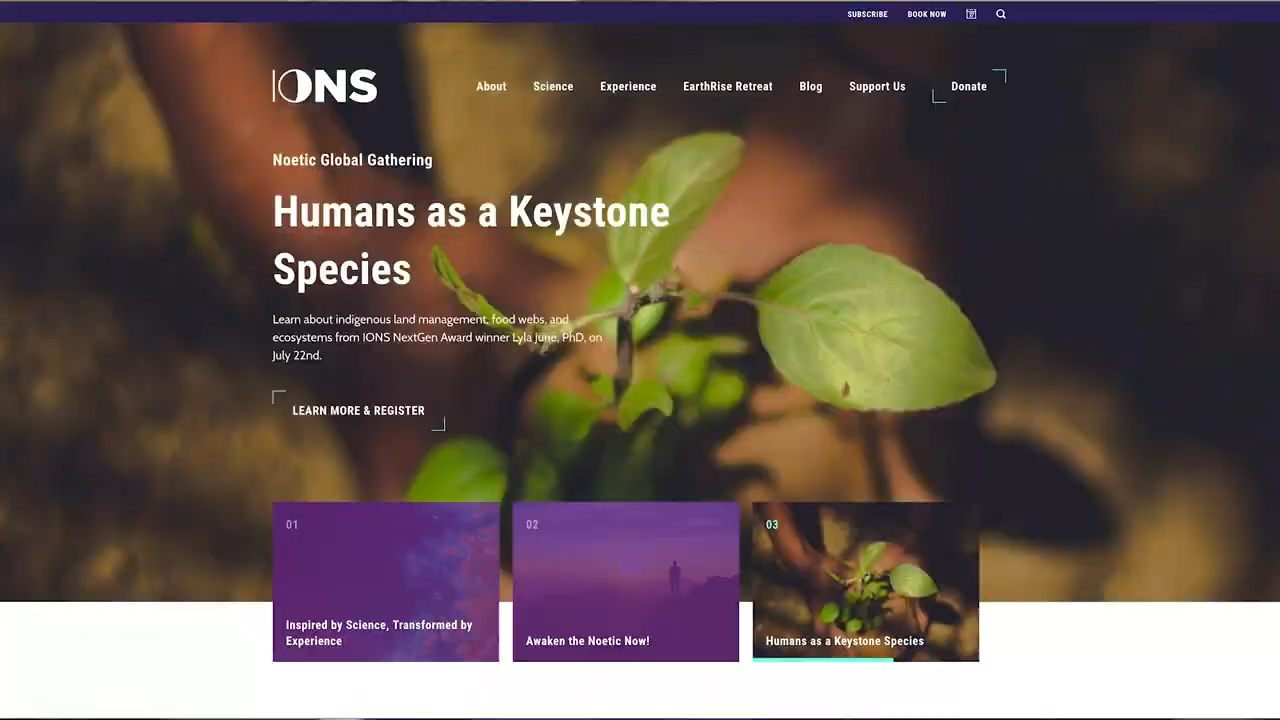 SUBSCRIBE
BOOK NOW
IONS
About
Science
Experience
EarthRise Retreat
Blog
Support Us
Donate
Noetic Global Gathering
Humans as a Keystone
Species
Learn about indigenous land management, food webs, and
ecosystems from IONS NextGen Award winner Lyla June, PhD, on
July 22nd.
LEARN MORE & REGISTER
01
Inspired by Science, Transformed by
Experience
02
Awaken the Noetic Now!
03
Humans as a Keystone Species